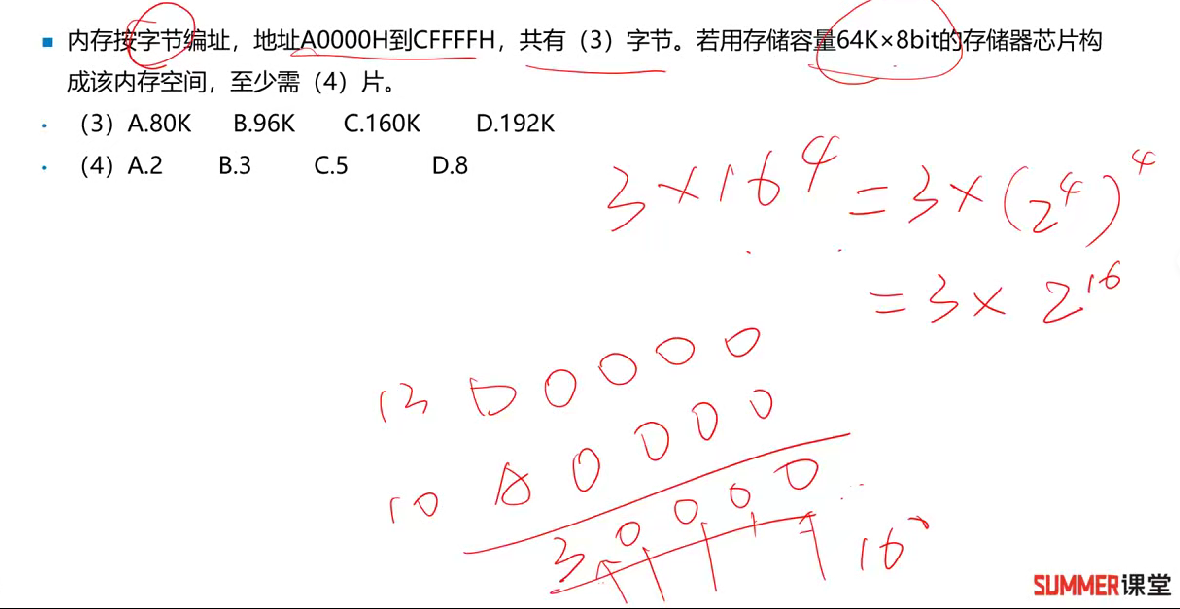 ■ 内存按字节编址，地址A0000H到CFFFFH，共有（3）字节。若用存储容量64K×8bit的存储器芯片构
成该内存空间，至少需（4）片。
· （3）A.80K B.96K C.160K D.192K
· （4）A.2 B.3 C.5 D.8
3×16^4 = 3×(2^4)^4
= 3×2^16
13 D0000
10 A0000
30000
16^0
SUMMER课堂